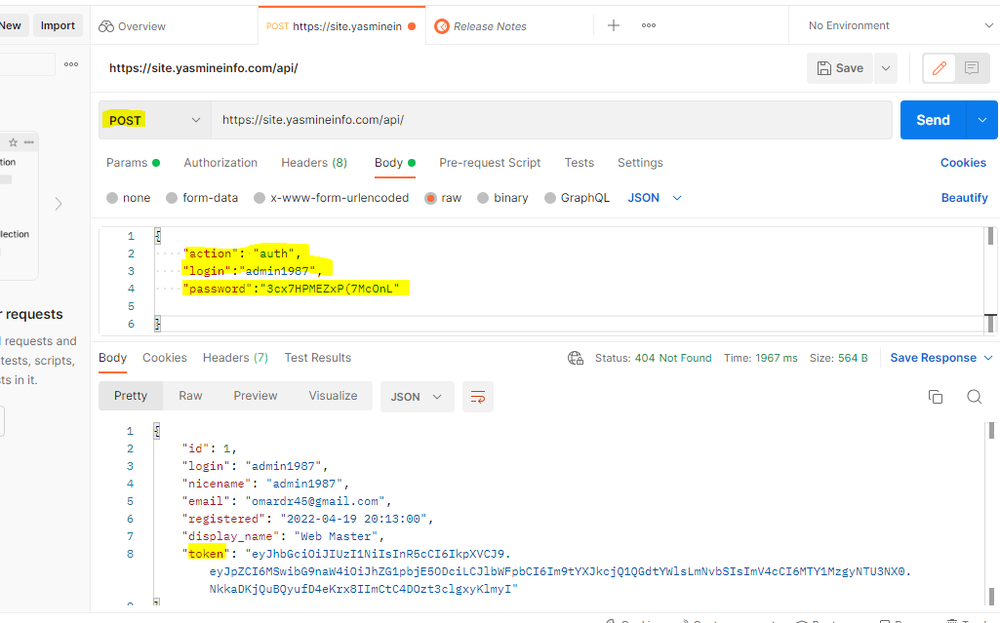 New Import Overview POST https://site.yasmineinfo.com Release Notes No Environment
https://site.yasmineinfo.com/api/ Save
POST https://site.yasmineinfo.com/api/ Send
Params Authorization Headers (8) Body Pre-request Script Tests Settings Cookies
none form-data x-www-form-urlencoded raw binary GraphQL JSON Beautify
1 {
2 "action": "auth",
3 "login":"admin1987",
4 "password":"3cx7HPMEZxP(7McOnL"
5
6 }
tion
llection
r requests
l requests and
tests, scripts,
sts in it.
Body Cookies Headers (7) Test Results Status: 404 Not Found Time: 1967 ms Size: 564 B Save Response
Pretty Raw Preview Visualize JSON
1 {
2 "id": 1,
3 "login": "admin1987",
4 "nicename": "admin1987",
5 "email": "omardr45@gmail.com",
6 "registered": "2022-04-19 20:13:00",
7 "display_name": "Web Master",
8 "token": "eyJhbGciOiJIUzI1NiIsInR5cCI6IkpXVCJ9.
eyJpZCI6MSwibG9naW4iOiJhZG1pbjE5ODciLCJlbWFpbCI6Im9tYXJkcjQ1QGdtYWlsLmNvbSIsImV4cCI6MTY1MzgyNTU3NX0.
NkkaDKjQuBQyufD4eKrx8IImCtC4DOzt3clgxyKlmyI"
9 }